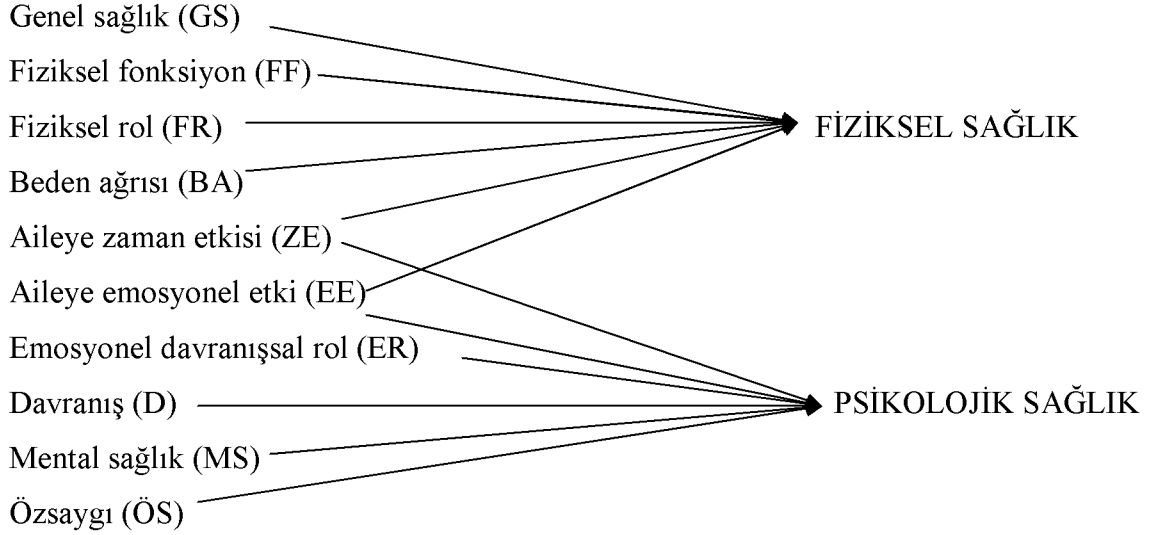 Genel sağlık (GS)
Fiziksel fonksiyon (FF)
Fiziksel rol (FR)
FİZİKSEL SAĞLIK
Beden ağrısı (BA)
Aileye zaman etkisi (ZE)
Aileye emosyonel etki (EE)
Emosyonel davranışsal rol (ER)
Davranış (D)
PSİKOLOJİK SAĞLIK
Mental sağlık (MS)
Özsaygı (ÖS)